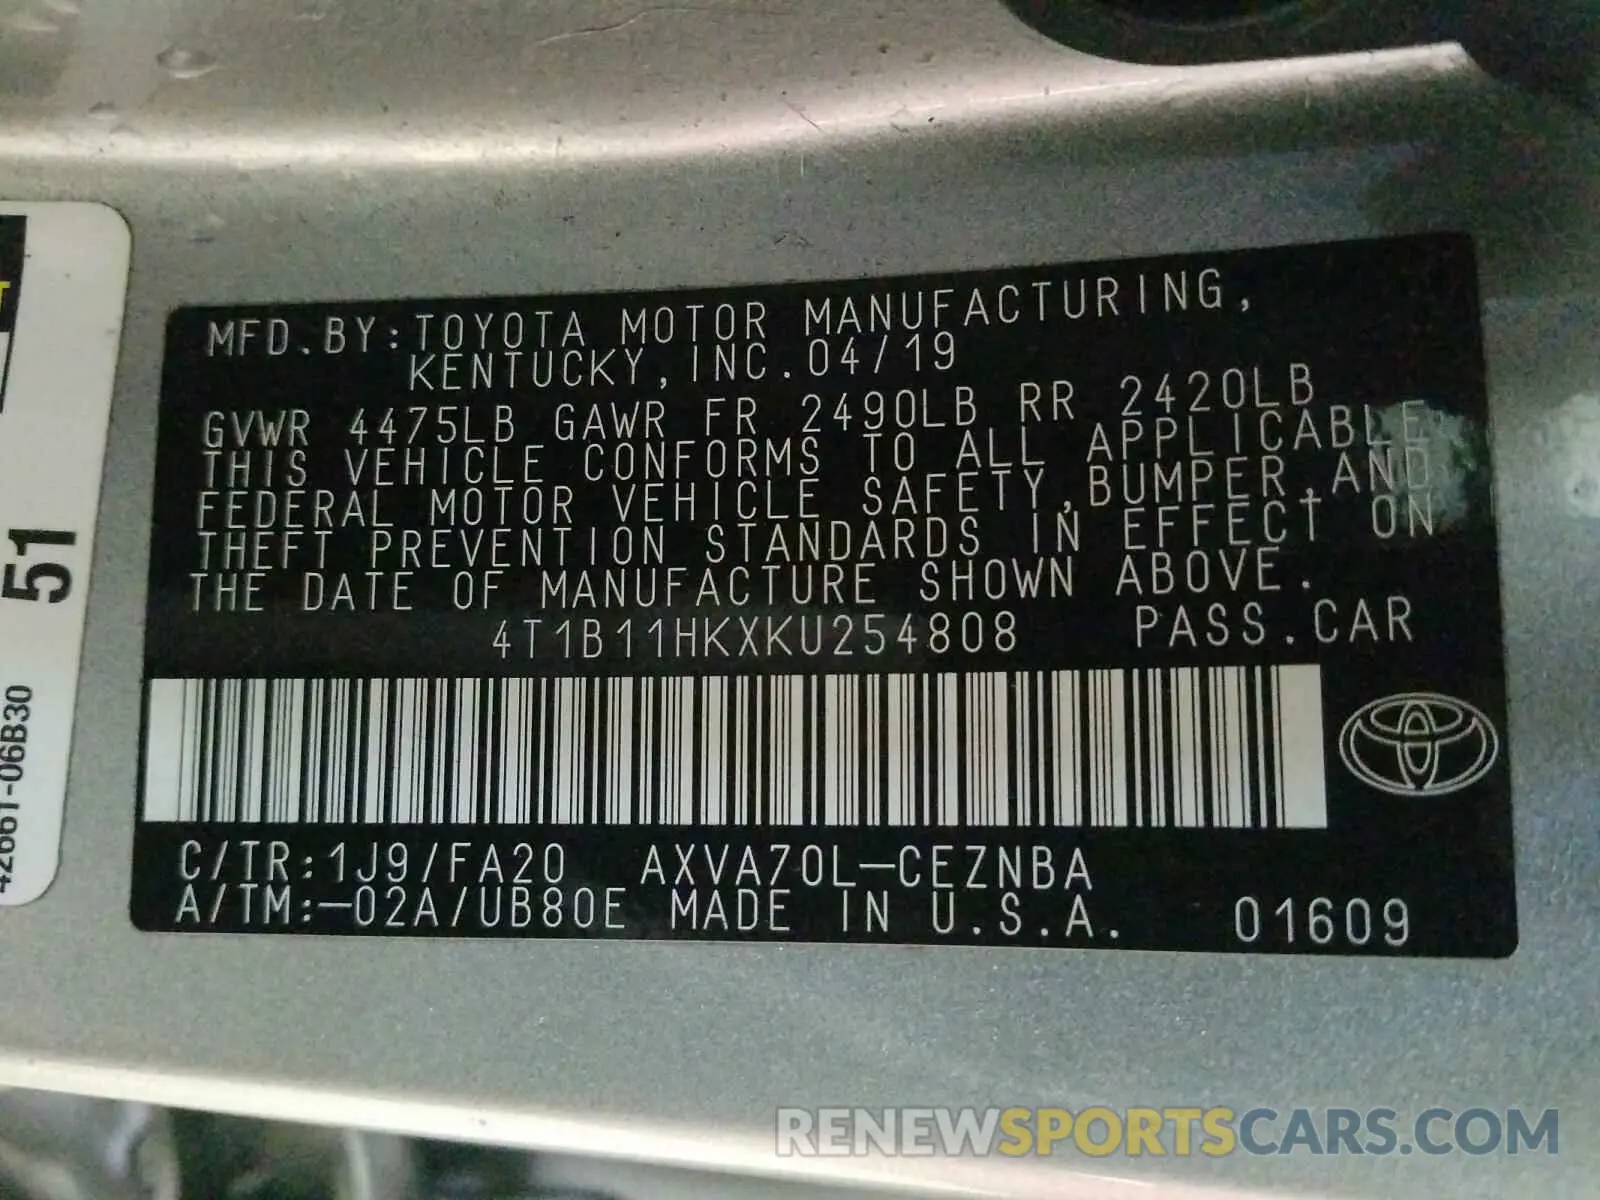 MFD.BY:TOYOTA MOTOR MANUFACTURING,
KENTUCKY,INC.04/19
GVWR 4475LB GAWR FR 2490LB RR 2420LB
THIS VEHICLE CONFORMS TO ALL APPLICABLE
FEDERAL MOTOR VEHICLE SAFETY,BUMPER,AND
THEFT PREVENTION STANDARDS IN EFFECT ON
THE DATE OF MANUFACTURE SHOWN ABOVE.
4T1B11HKXKU254808 PASS.CAR
C/TR:1J9/FA20 AXVA70L-CEZNBA
A/TM:-02A/UB80E MADE IN U.S.A. 01609
51
42661-06B30
RENEWSPORTSCARS.COM